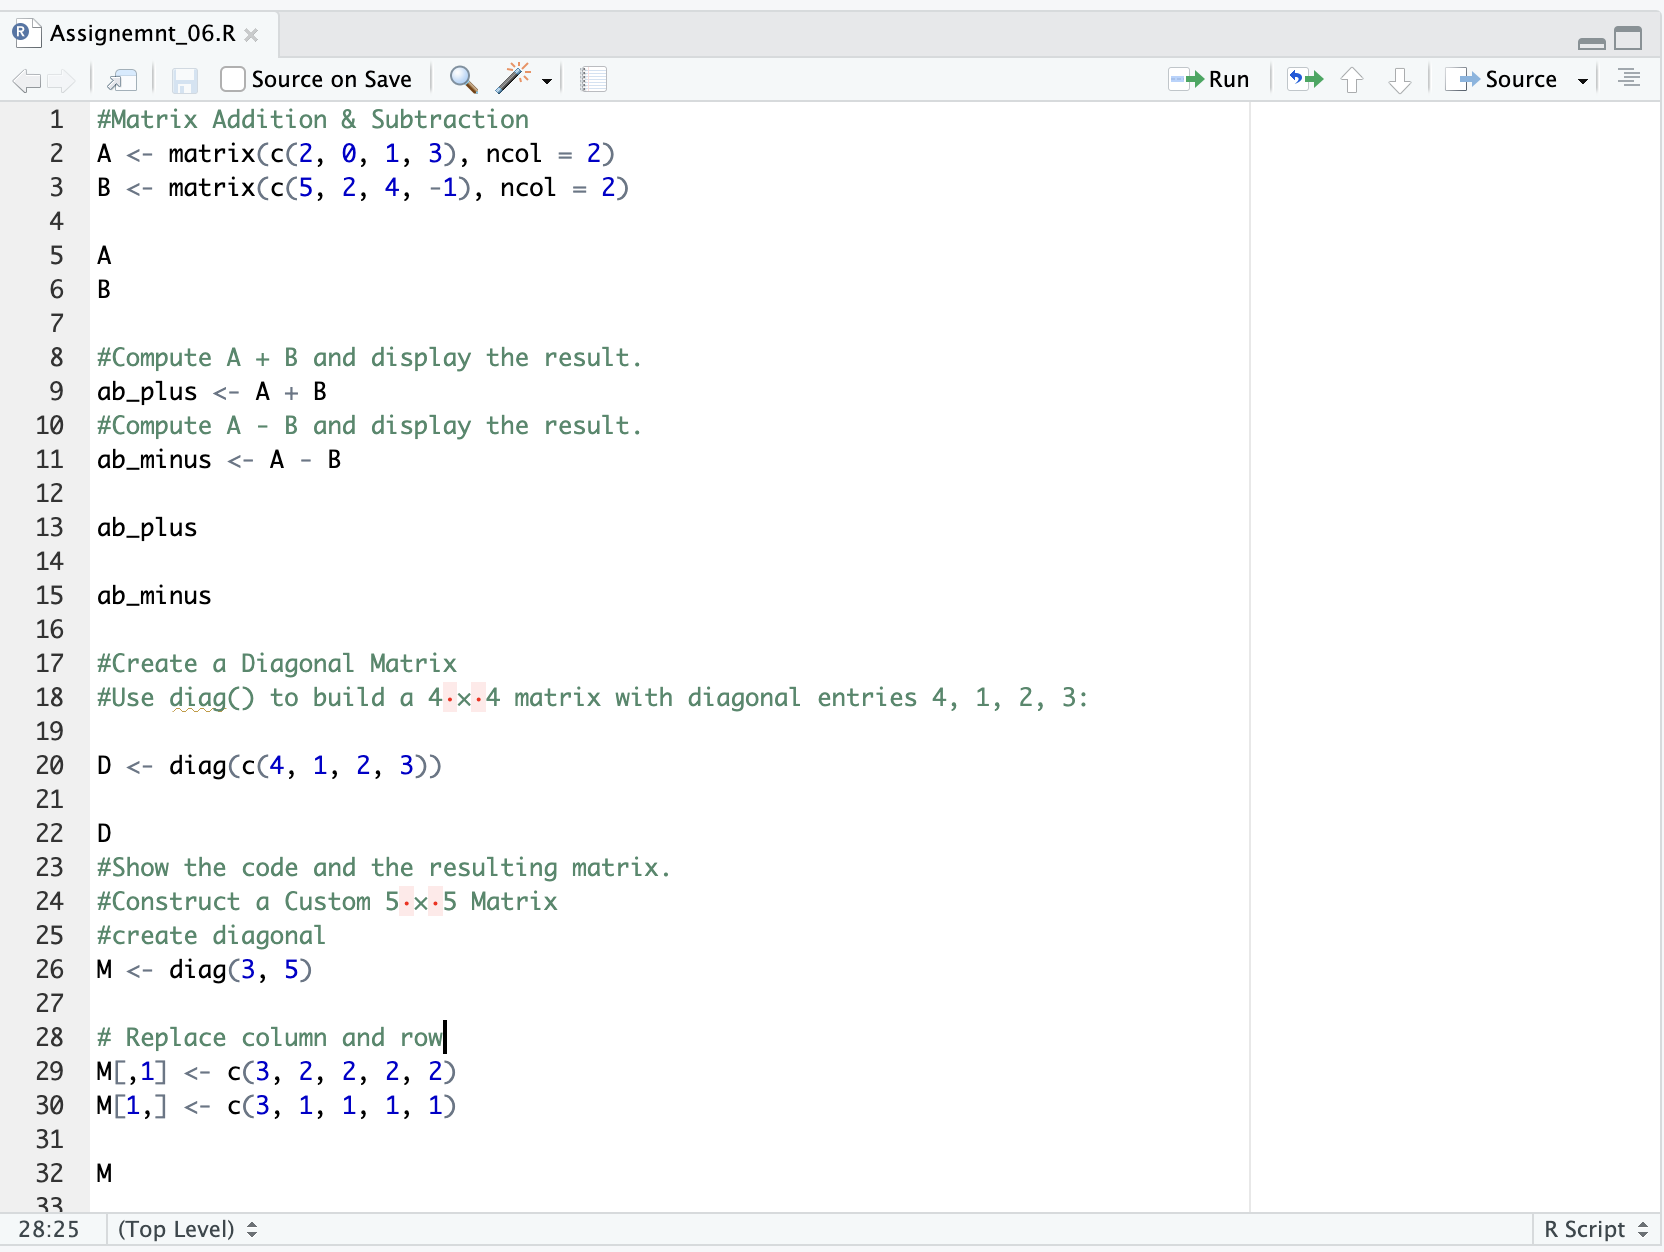 Assignemnt_06.R
Source on Save Run Source
1 #Matrix Addition & Subtraction
2 A <- matrix(c(2, 0, 1, 3), ncol = 2)
3 B <- matrix(c(5, 2, 4, -1), ncol = 2)
4
5 A
6 B
7
8 #Compute A + B and display the result.
9 ab_plus <- A + B
10 #Compute A - B and display the result.
11 ab_minus <- A - B
12
13 ab_plus
14
15 ab_minus
16
17 #Create a Diagonal Matrix
18 #Use diag() to build a 4·×·4 matrix with diagonal entries 4, 1, 2, 3:
19
20 D <- diag(c(4, 1, 2, 3))
21
22 D
23 #Show the code and the resulting matrix.
24 #Construct a Custom 5·×·5 Matrix
25 #create diagonal
26 M <- diag(3, 5)
27
28 # Replace column and row
29 M[,1] <- c(3, 2, 2, 2, 2)
30 M[1,] <- c(3, 1, 1, 1, 1)
31
32 M
33
28:25 (Top Level) R Script